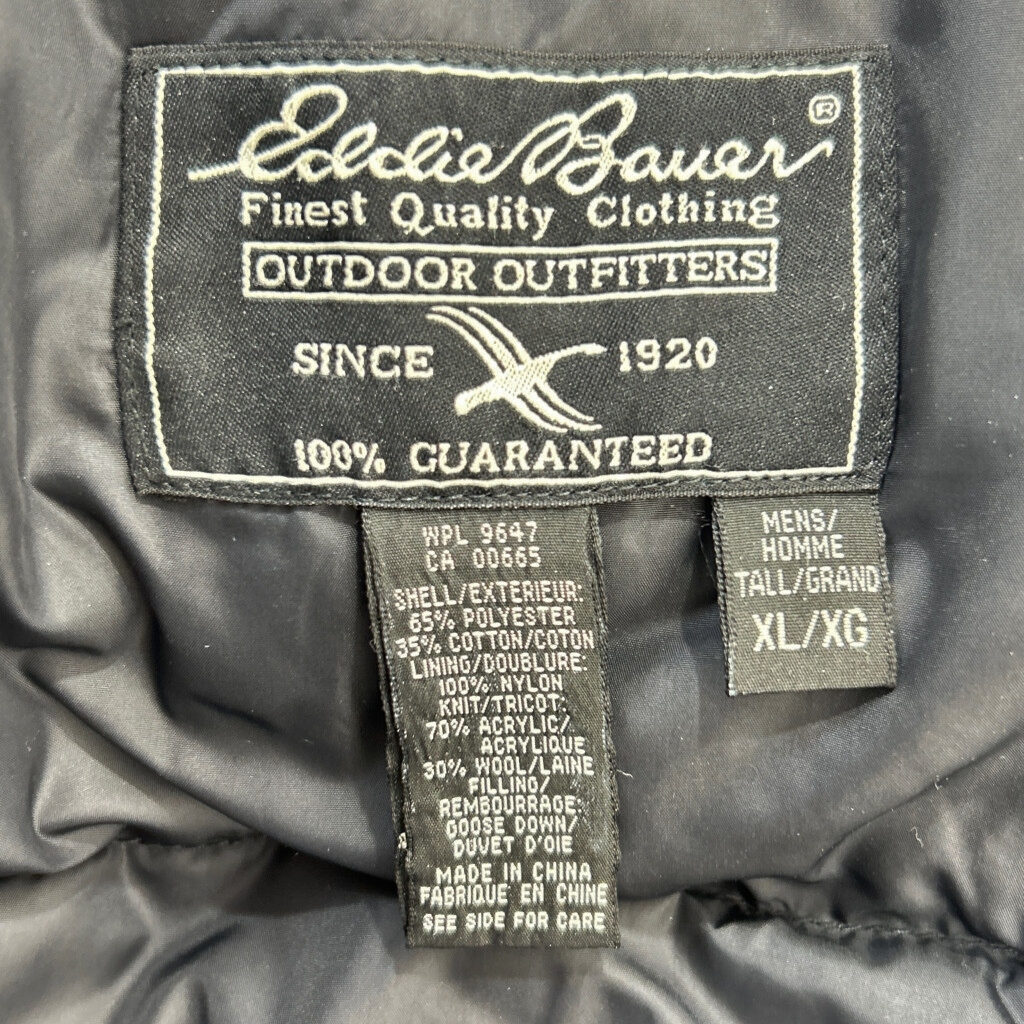 Eddie Bauer ®
Finest Quality Clothing
OUTDOOR OUTFITTERS
SINCE 1920
100% GUARANTEED
WPL 9647
CA 00665
SHELL/EXTERIEUR:
65% POLYESTER
35% COTTON/COTON
LINING/DOUBLURE:
100% NYLON
KNIT/TRICOT:
70% ACRYLIC/
ACRYLIQUE
30% WOOL/LAINE
FILLING/
REMBOURRAGE:
GOOSE DOWN/
DUVET D'OIE
MADE IN CHINA
FABRIQUE EN CHINE
SEE SIDE FOR CARE
MENS/
HOMME
TALL/GRAND
XL/XG